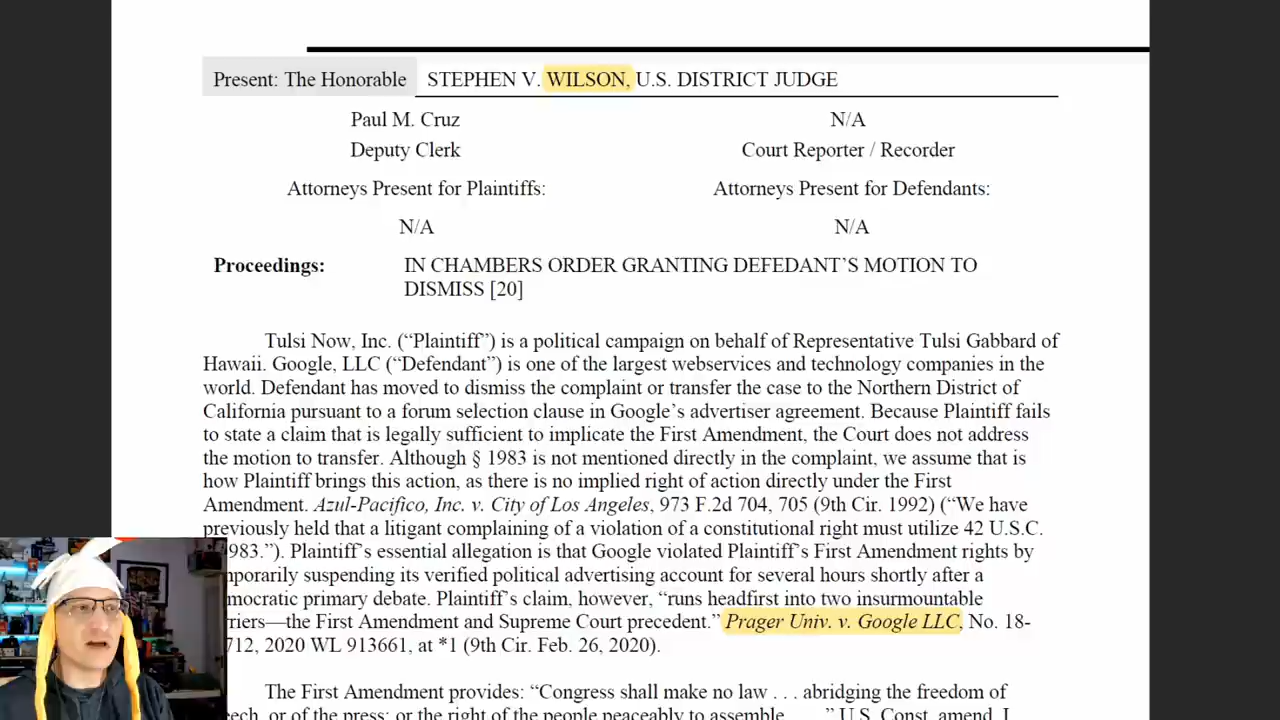 Present: The Honorable STEPHEN V. WILSON, U.S. DISTRICT JUDGE
Paul M. Cruz N/A
Deputy Clerk Court Reporter / Recorder
Attorneys Present for Plaintiffs: Attorneys Present for Defendants:
N/A N/A
Proceedings: IN CHAMBERS ORDER GRANTING DEFEDANT’S MOTION TO
DISMISS [20]
Tulsi Now, Inc. (“Plaintiff”) is a political campaign on behalf of Representative Tulsi Gabbard of
Hawaii. Google, LLC (“Defendant”) is one of the largest webservices and technology companies in the
world. Defendant has moved to dismiss the complaint or transfer the case to the Northern District of
California pursuant to a forum selection clause in Google’s advertiser agreement. Because Plaintiff fails
to state a claim that is legally sufficient to implicate the First Amendment, the Court does not address
the motion to transfer. Although § 1983 is not mentioned directly in the complaint, we assume that is
how Plaintiff brings this action, as there is no implied right of action directly under the First
Amendment. Azul-Pacifico, Inc. v. City of Los Angeles, 973 F.2d 704, 705 (9th Cir. 1992) (“We have
previously held that a litigant complaining of a violation of a constitutional right must utilize 42 U.S.C.
983.”). Plaintiff’s essential allegation is that Google violated Plaintiff’s First Amendment rights by
mporarily suspending its verified political advertising account for several hours shortly after a
mocratic primary debate. Plaintiff’s claim, however, “runs headfirst into two insurmountable
rriers—the First Amendment and Supreme Court precedent.” Prager Univ. v. Google LLC, No. 18-
712, 2020 WL 913661, at *1 (9th Cir. Feb. 26, 2020).
The First Amendment provides: “Congress shall make no law . . . abridging the freedom of
eech, or of the press; or the right of the people peaceably to assemble . . . .” U.S. Const. amend. I